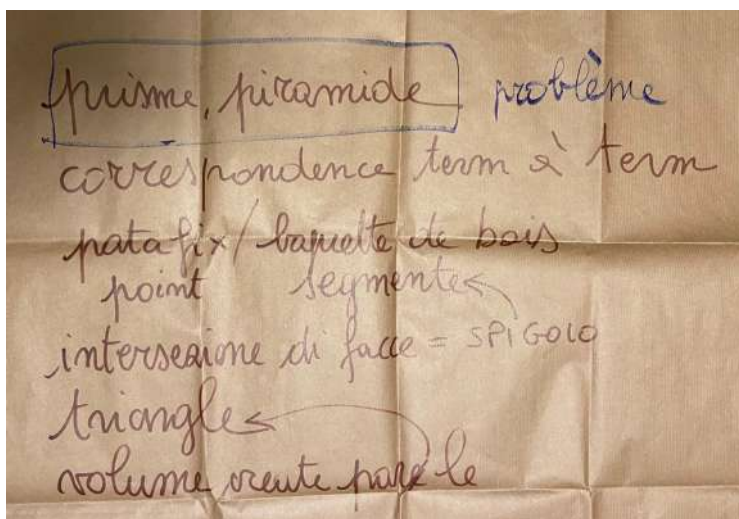 prisme, piramide problème
correspondence term à term
patafix/baguette de bois
point segmente
intersezione di facce = SPIGOLO
triangle
volume par le